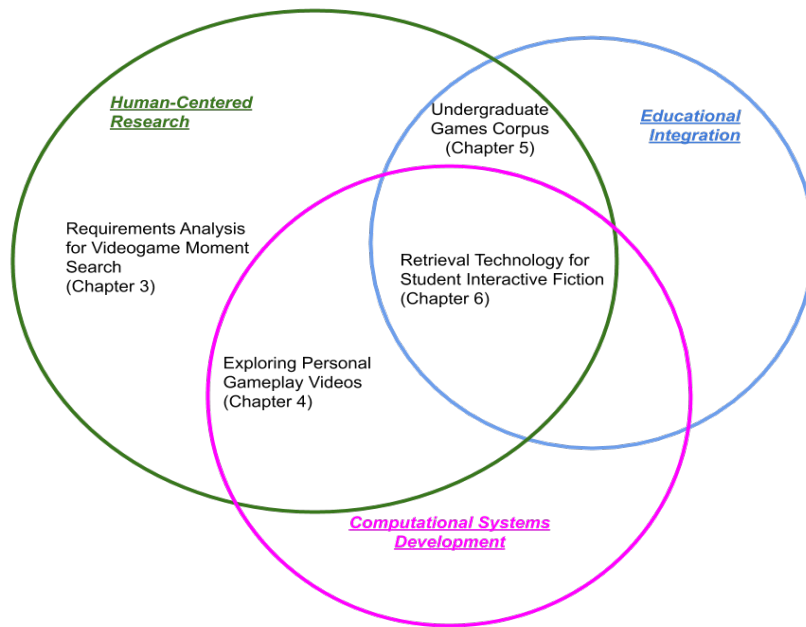 Human-Centered
Research
Undergraduate
Games Corpus
(Chapter 5)
Educational
Integration
Requirements Analysis
for Videogame Moment
Search
(Chapter 3)
Retrieval Technology for
Student Interactive Fiction
(Chapter 6)
Exploring Personal
Gameplay Videos
(Chapter 4)
Computational Systems
Development